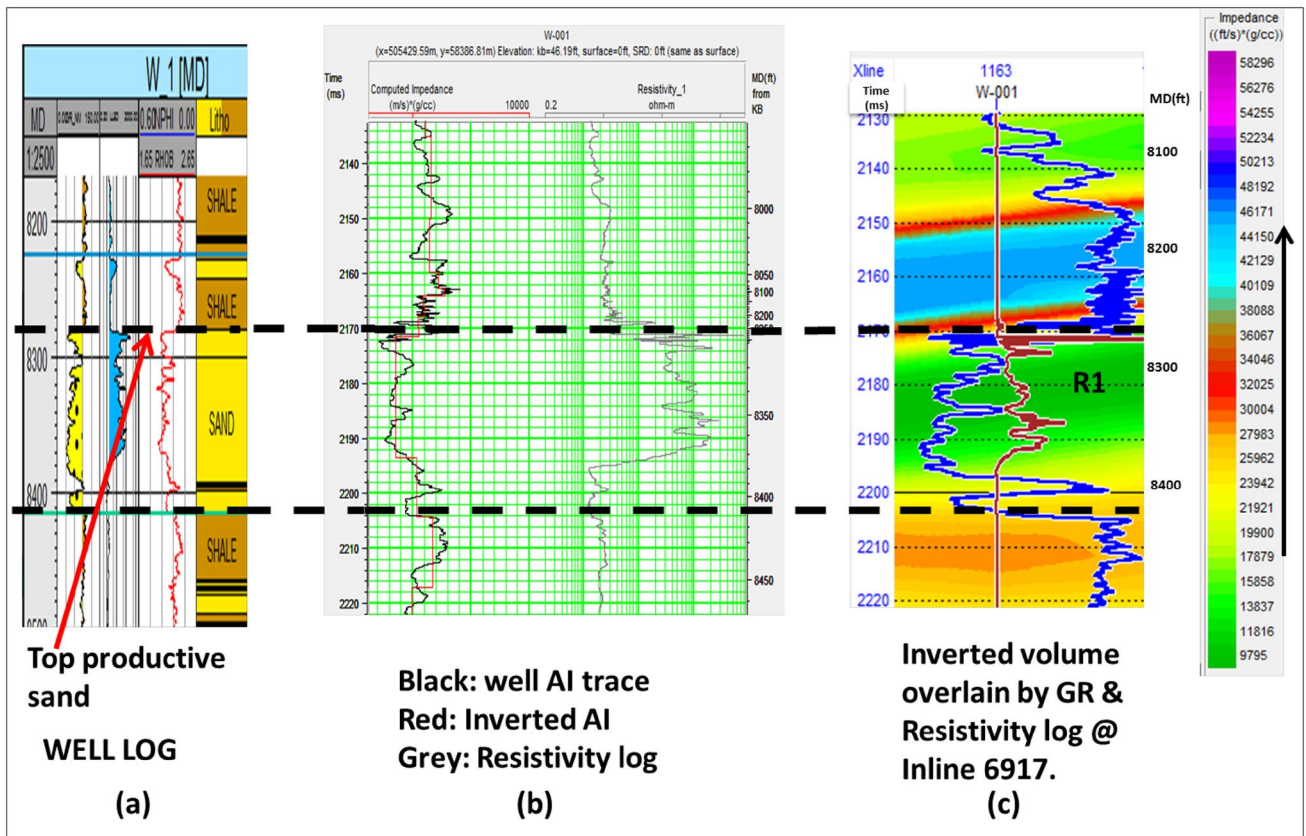 W_1 [MD]
MD
0.60NPHI 0.00
Litho
1:2500
1.65 RHOB 2.65
8200
8300
8400
SHALE
SHALE
SAND
SHALE
Top productive
sand
WELL LOG
(a)
W-001
(x=505429.59m, y=58386.81m) Elevation: kb=46.19ft, surface=0ft, SRD: 0ft (same as surface)
Time
(ms)
Computed Impedance
(m/s)*(g/cc)
10000
0.2
Resistivity_1
ohm-m
MD(ft)
from
KB
2140
2150
2160
2170
2180
2190
2200
2210
2220
8000
8050
8100
8200
8350
8400
8450
Black: well AI trace
Red: Inverted AI
Grey: Resistivity log
(b)
Xline 1163
Time
(ms)
W-001
MD(ft)
2130
2140
2150
2160
2170
2180
2190
2200
2210
2220
8100
8200
8300
8400
R1
Inverted volume
overlain by GR &
Resistivity log @
Inline 6917.
(c)
Impedance
((ft/s)*(g/cc))
58296
56276
54255
52234
50213
48192
46171
44150
42129
40109
38088
36067
34046
32025
30004
27983
25962
23942
21921
19900
17879
15858
13837
11816
9795